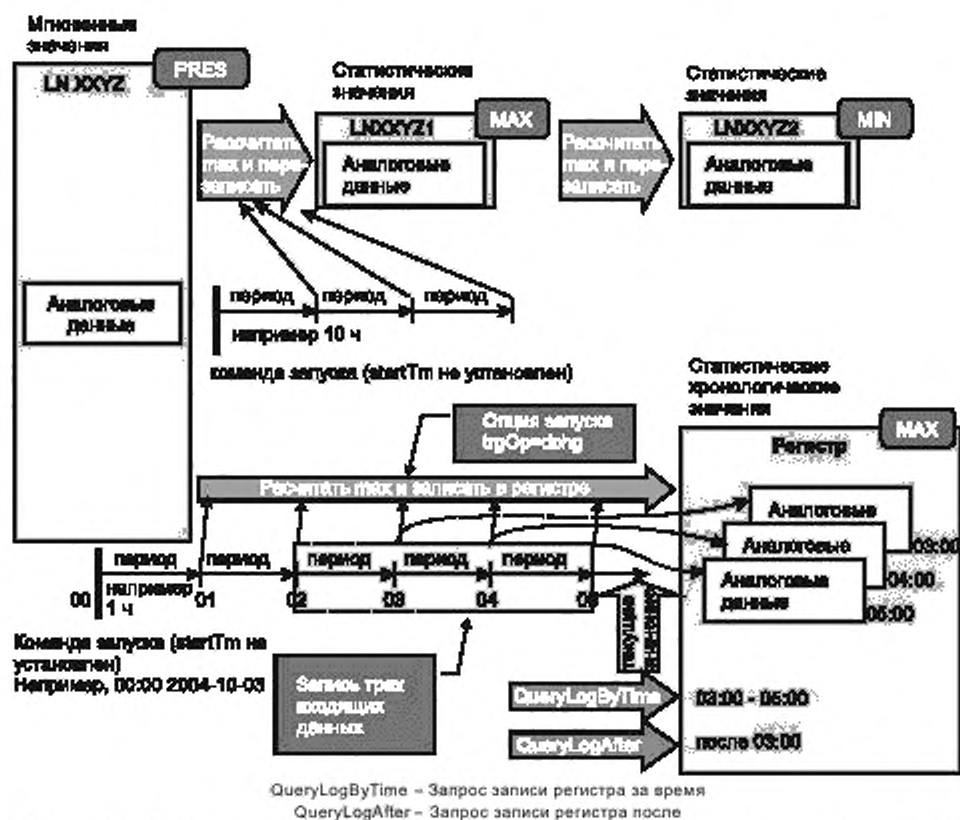 Мгновенные
значения
PRES
LN XXYZ
Аналоговые
данные
Рассчитать
max и пере-
записать
Статистические
значения
MAX
LNXXYZ1
Аналоговые
данные
Рассчитать
max и пере-
записать
Статистические
значения
MIN
LNXXYZ2
Аналоговые
данные
период период период
например 10 ч
команда запуска (startTm не установлен)
Опция запуска
trgOp=dchg
Расчитать max и записать в регистре
период период период период период
например
1 ч
00 01 02 03 04 05
Команда запуска (startTm не
установлен)
Например, 00:00 2004-10-03
Запись трех
входящих
данных
текущее
Статистические
хронологические
значения
MAX
Регистр
Аналоговые
03:00
Аналоговые
04:00
Аналоговые
данные
05:00
QueryLogByTime
03:00 - 05:00
QueryLogAfter
после 03:00
QueryLogByTime – Запрос записи регистра за время
QueryLogAfter – Запрос записи регистра после